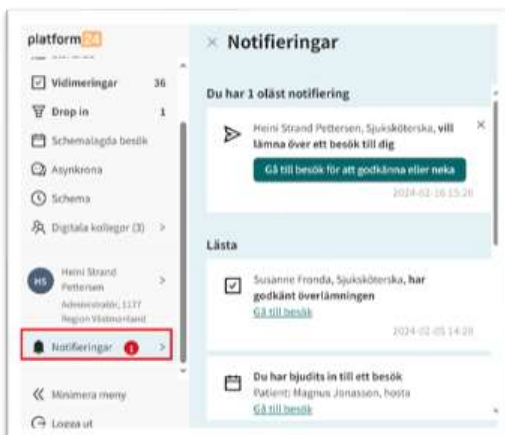 platform24
Vidimeringar 36
Drop in 1
Schemalagda besök
Asynkrona
Schema
Digitala kollegor (3)
HS
Heini Strand
Pettersen
Administratör, 1177
Region Västmanland
Notifieringar 1
Minimera meny
Logga ut
× Notifieringar
Du har 1 oläst notifiering
Heini Strand Pettersen, Sjuksköterska, vill
lämna över ett besök till dig
Gå till besök för att godkänna eller neka
2024-02-16 15:20
Lästa
Susanne Fronda, Sjuksköterska, har
godkänt överlämningen
Gå till besök
2024-02-05 14:20
Du har bjudits in till ett besök
Patient: Magnus Jonasson, hosta
Gå till besök